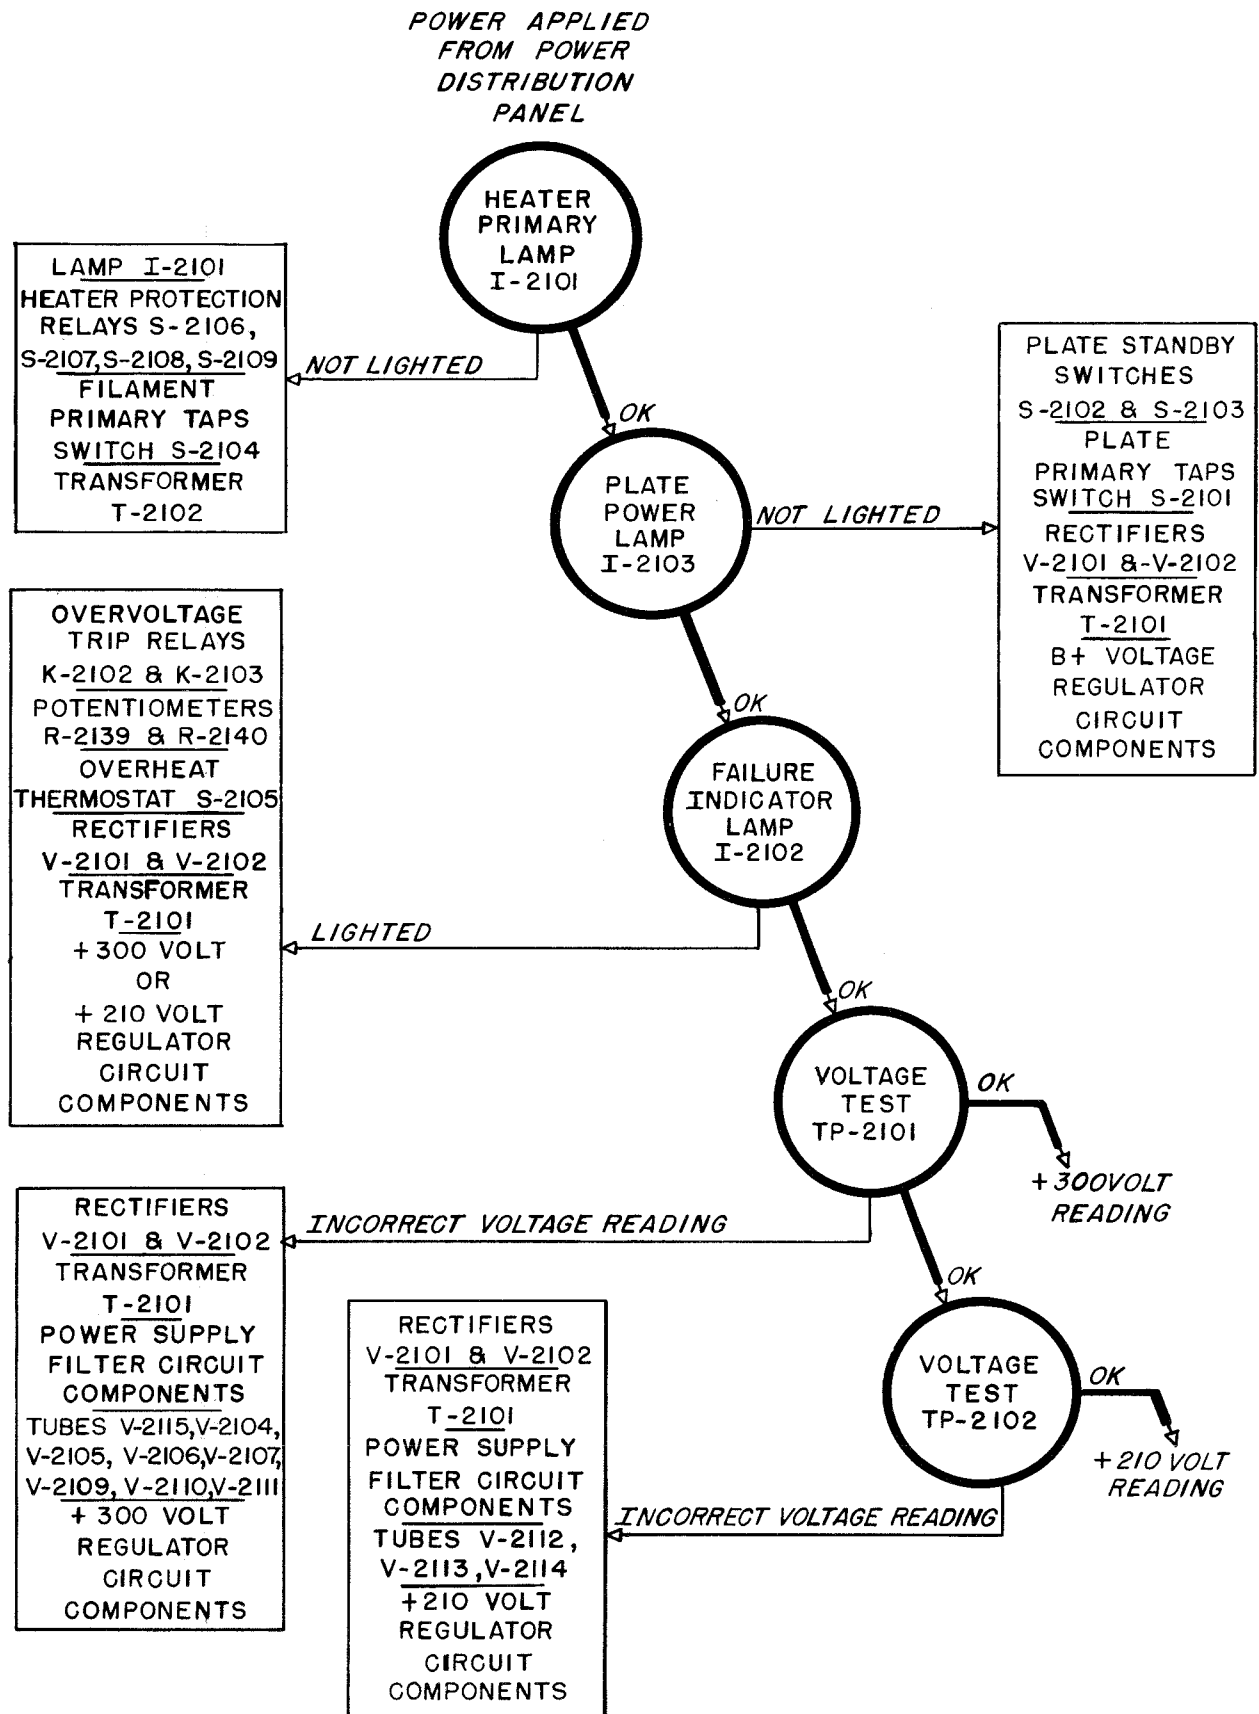 POWER APPLIED
FROM POWER
DISTRIBUTION
PANEL
HEATER
PRIMARY
LAMP
I-2101
LAMP I-2101
HEATER PROTECTION
RELAYS S-2106,
S-2107,S-2108,S-2109
FILAMENT
PRIMARY TAPS
SWITCH S-2104
TRANSFORMER
T-2102
NOT LIGHTED
OK
PLATE
POWER
LAMP
I-2103
NOT LIGHTED
PLATE STANDBY
SWITCHES
S-2102 & S-2103
PLATE
PRIMARY TAPS
SWITCH S-2101
RECTIFIERS
V-2101 &-V-2102
TRANSFORMER
T-2101
B+ VOLTAGE
REGULATOR
CIRCUIT
COMPONENTS
OK
FAILURE
INDICATOR
LAMP
I-2102
OVERVOLTAGE
TRIP RELAYS
K-2102 & K-2103
POTENTIOMETERS
R-2139 & R-2140
OVERHEAT
THERMOSTAT S-2105
RECTIFIERS
V-2101 & V-2102
TRANSFORMER
T-2101
+300 VOLT
OR
+ 210 VOLT
REGULATOR
CIRCUIT
COMPONENTS
LIGHTED
OK
VOLTAGE
TEST
TP-2101
OK
+300VOLT
READING
INCORRECT VOLTAGE READING
RECTIFIERS
V-2101 & V-2102
TRANSFORMER
T-2101
POWER SUPPLY
FILTER CIRCUIT
COMPONENTS
TUBES V-2115,V-2104,
V-2105, V-2106,V-2107,
V-2109, V-2110,V-2111
+ 300 VOLT
REGULATOR
CIRCUIT
COMPONENTS
OK
VOLTAGE
TEST
TP-2102
OK
+210 VOLT
READING
INCORRECT VOLTAGE READING
RECTIFIERS
V-2101 & V-2102
TRANSFORMER
T-2101
POWER SUPPLY
FILTER CIRCUIT
COMPONENTS
TUBES V-2112,
V-2113,V-2114
+210 VOLT
REGULATOR
CIRCUIT
COMPONENTS